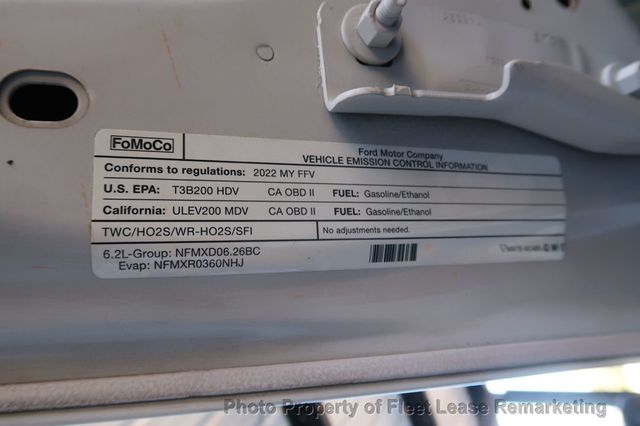 FoMoCo
Ford Motor Company
VEHICLE EMISSION CONTROL INFORMATION
Conforms to regulations: 2022 MY FFV
U.S. EPA: T3B200 HDV CA OBD II FUEL: Gasoline/Ethanol
California: ULEV200 MDV CA OBD II FUEL: Gasoline/Ethanol
TWC/HO2S/WR-HO2S/SFI No adjustments needed.
6.2L-Group: NFMXD06.26BC
Evap: NFMXR0360NHJ
Photo Property of Fleet Lease Remarketing